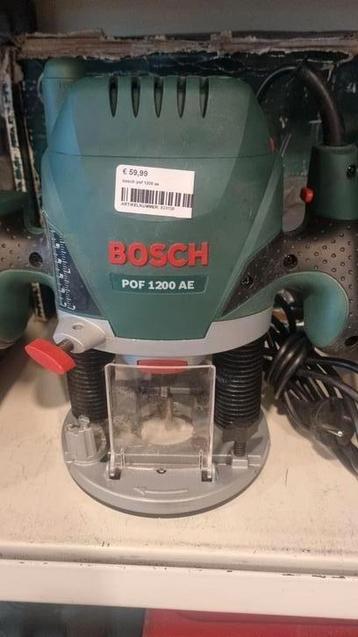 € 59,99
bosch pof 1200 ae
ARTIKELNUMMER:
BOSCH
POF 1200 AE